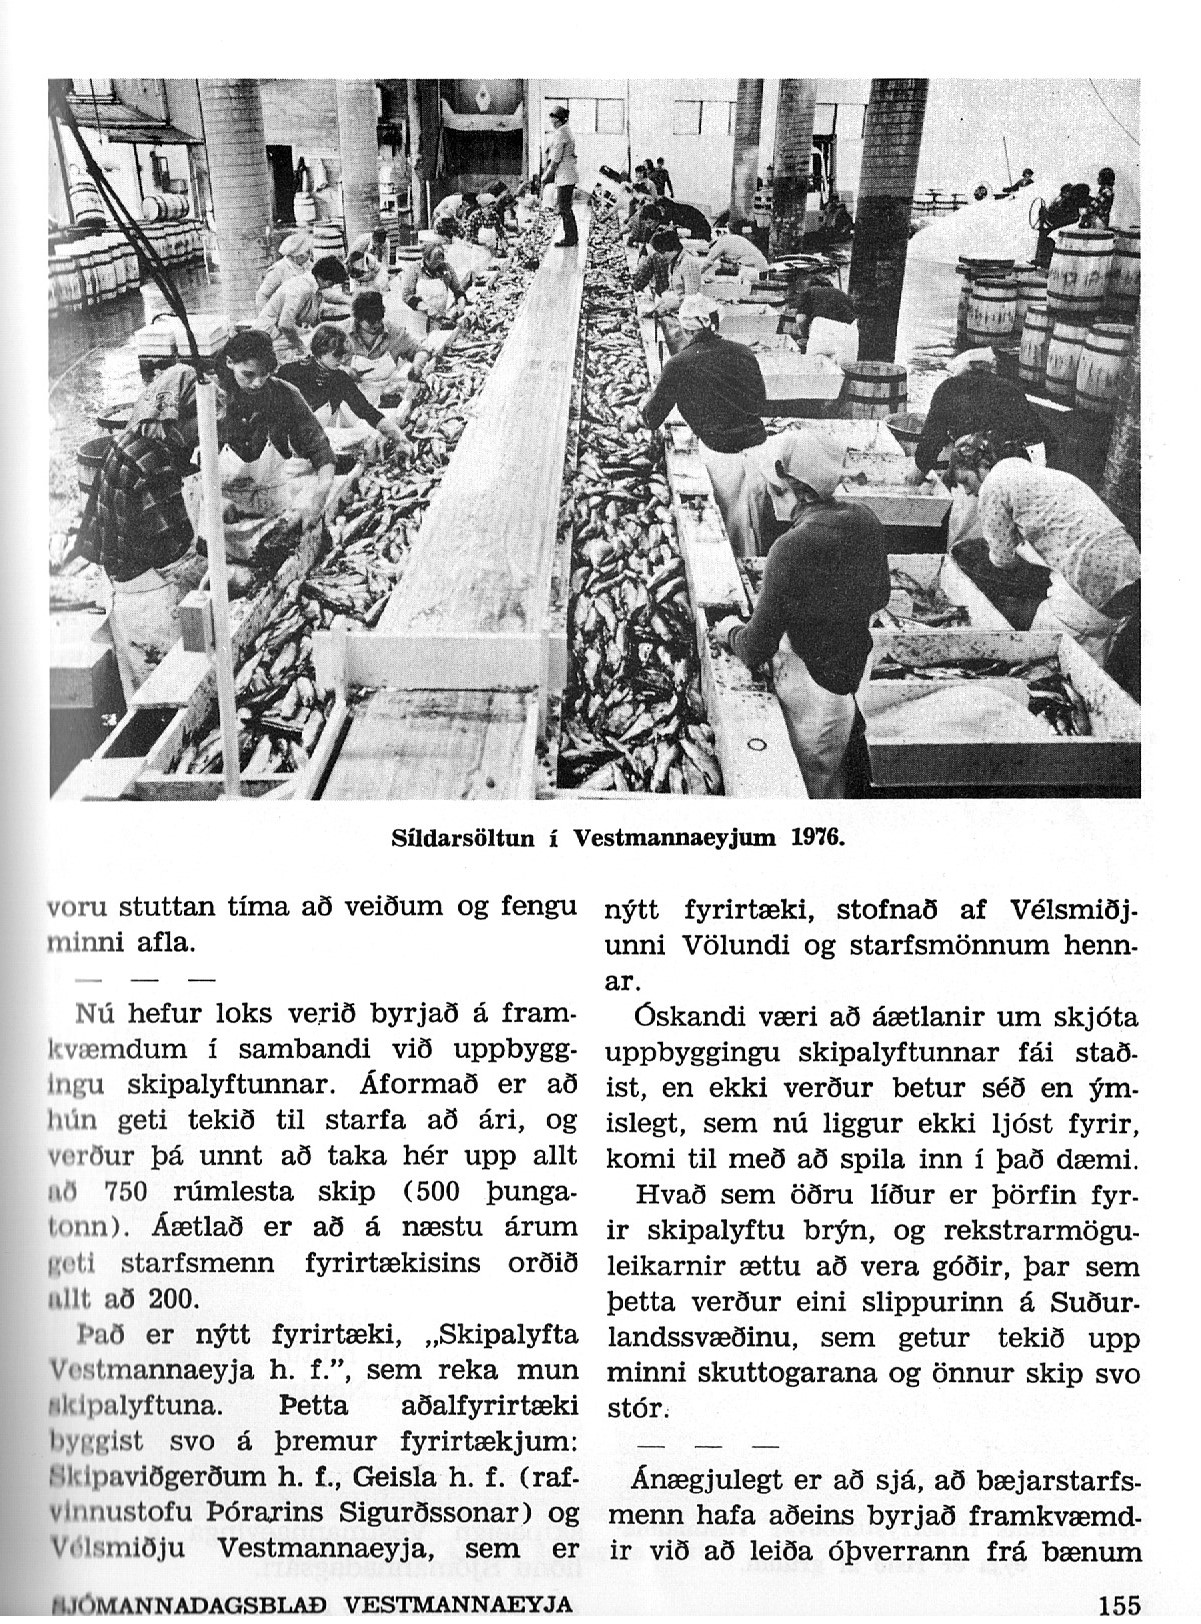 Síldarsöltun í Vestmannaeyjum 1976.
voru stuttan tíma að veiðum og fengu
minni afla.
— — —
Nú hefur loks verið byrjað á fram-
kvæmdum í sambandi við uppbygg-
ingu skipalyftunnar. Áformað er að
hún geti tekið til starfa að ári, og
verður þá unnt að taka hér upp allt
að 750 rúmlesta skip (500 þunga-
tonn). Áætlað er að á næstu árum
geti starfsmenn fyrirtækisins orðið
allt að 200.
Það er nýtt fyrirtæki, „Skipalyfta
Vestmannaeyja h. f.”, sem reka mun
skipalyftuna. Þetta aðalfyrirtæki
byggist svo á þremur fyrirtækjum:
Skipaviðgerðum h. f., Geisla h. f. (raf-
vinnustofu Þórarins Sigurðssonar) og
Vélsmiðju Vestmannaeyja, sem er
nýtt fyrirtæki, stofnað af Vélsmiðj-
unni Völundi og starfsmönnum henn-
ar.
Óskandi væri að áætlanir um skjóta
uppbyggingu skipalyftunnar fái stað-
ist, en ekki verður betur séð en ým-
islegt, sem nú liggur ekki ljóst fyrir,
komi til með að spila inn í það dæmi.
Hvað sem öðru líður er þörfin fyr-
ir skipalyftu brýn, og rekstrarmögu-
leikarnir ættu að vera góðir, þar sem
þetta verður eini slippurinn á Suður-
landssvæðinu, sem getur tekið upp
minni skuttogarana og önnur skip svo
stór.
— — —
Ánægjulegt er að sjá, að bæjarstarfs-
menn hafa aðeins byrjað framkvæmd-
ir við að leiða óþverrann frá bænum
SJÓMANNADAGSBLAÐ VESTMANNAEYJA
155